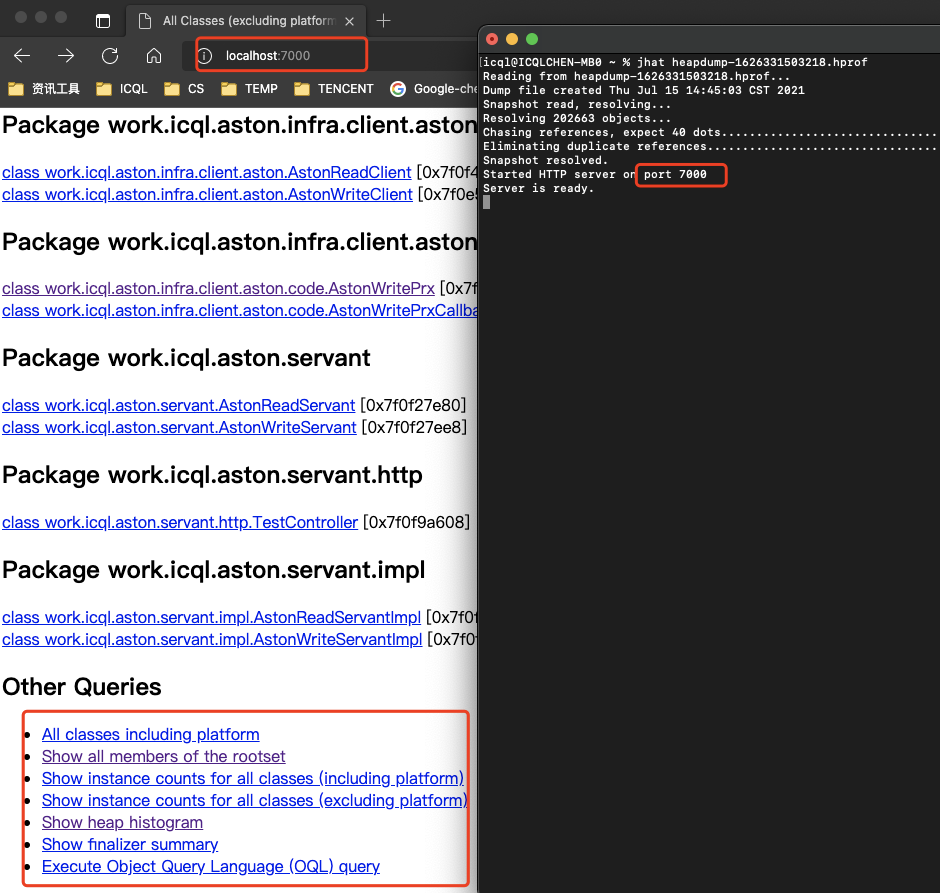 All Classes (excluding platform
localhost:7000
资讯工具
ICQL
CS
TEMP
TENCENT
Google-che
Package work.icql.aston.infra.client.aston
class work.icql.aston.infra.client.aston.AstonReadClient [0x7f0f4
class work.icql.aston.infra.client.aston.AstonWriteClient [0x7f0e5
Package work.icql.aston.infra.client.aston
class work.icql.aston.infra.client.aston.code.AstonWritePrx [0x7f
class work.icql.aston.infra.client.aston.code.AstonWritePrxCallba
Package work.icql.aston.servant
class work.icql.aston.servant.AstonReadServant [0x7f0f27e80]
class work.icql.aston.servant.AstonWriteServant [0x7f0f27ee8]
Package work.icql.aston.servant.http
class work.icql.aston.servant.http.TestController [0x7f0f9a608]
Package work.icql.aston.servant.impl
class work.icql.aston.servant.impl.AstonReadServantImpl [0x7f0f
class work.icql.aston.servant.impl.AstonWriteServantImpl [0x7f0
Other Queries
All classes including platform
Show all members of the rootset
Show instance counts for all classes (including platform)
Show instance counts for all classes (excluding platform)
Show heap histogram
Show finalizer summary
Execute Object Query Language (OQL) query
[icql@ICQLCHEN-MB0 ~ % jhat heapdump-1626331503218.hprof
Reading from heapdump-1626331503218.hprof...
Dump file created Thu Jul 15 14:45:03 CST 2021
Snapshot read, resolving...
Resolving 202663 objects...
Chasing references, expect 40 dots................................
Eliminating duplicate references..................................
Snapshot resolved.
Started HTTP server on port 7000
Server is ready.